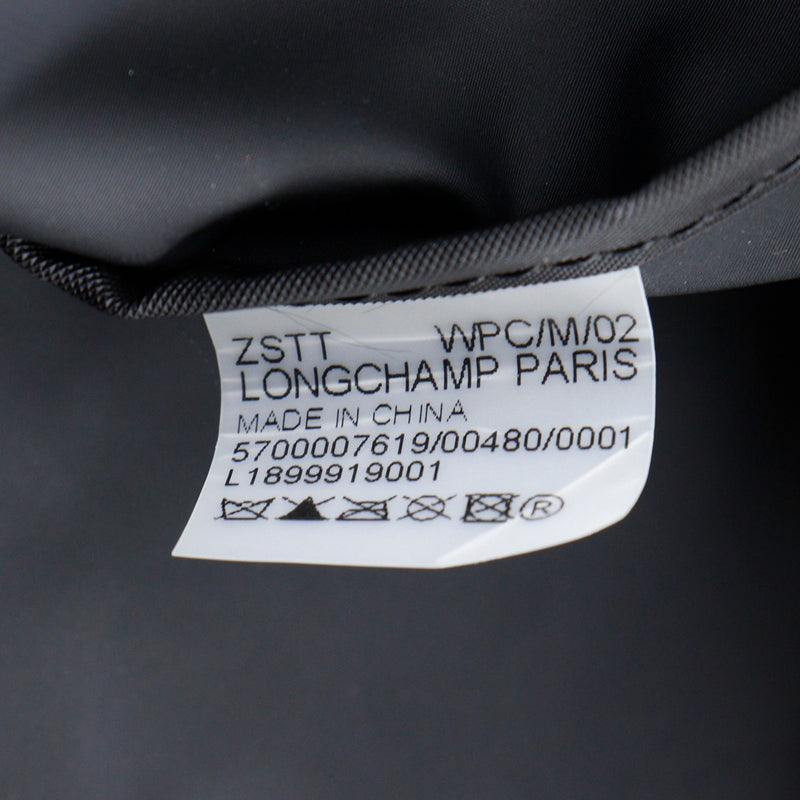 ZSTT WPC/M/02
LONGCHAMP PARIS
MADE IN CHINA
5700007619/00480/0001
L1899919001
®